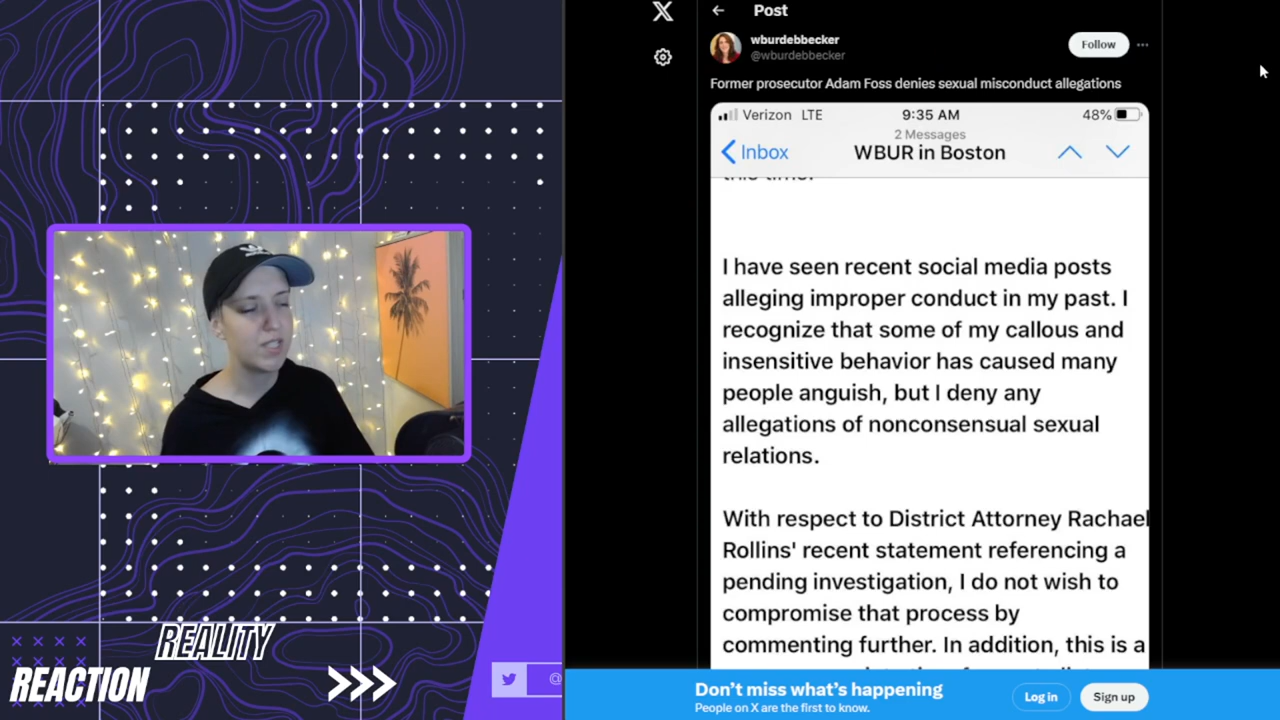 Post
wburdebbecker
@wburdebbecker
Follow
Former prosecutor Adam Foss denies sexual misconduct allegations
Verizon LTE
9:35 AM
48%
2 Messages
Inbox
WBUR in Boston
this time.
I have seen recent social media posts
alleging improper conduct in my past. I
recognize that some of my callous and
insensitive behavior has caused many
people anguish, but I deny any
allegations of nonconsensual sexual
relations.
With respect to District Attorney Rachael
Rollins' recent statement referencing a
pending investigation, I do not wish to
compromise that process by
commenting further. In addition, this is a
Don't miss what's happening
People on X are the first to know.
Log in
Sign up
REALITY
REACTION
@